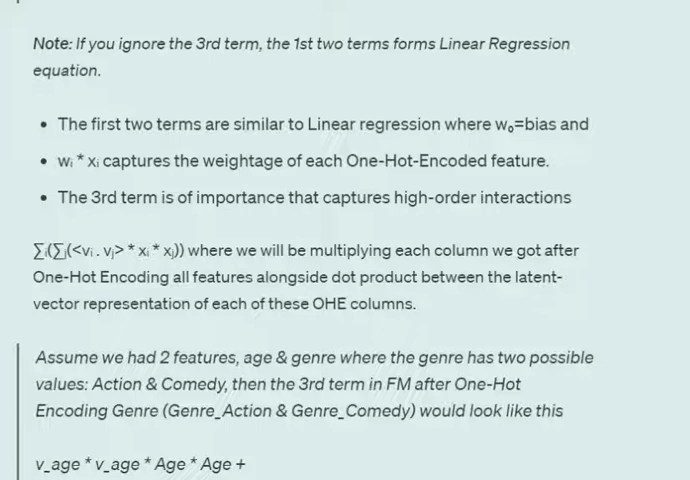 Note: If you ignore the 3rd term, the 1st two terms forms Linear Regression
equation.
• The first two terms are similar to Linear regression where w₀=bias and
• wᵢ * xᵢ captures the weightage of each One-Hot-Encoded feature.
• The 3rd term is of importance that captures high-order interactions
∑ᵢ(∑ⱼ(<vᵢ . vⱼ> * xᵢ * xⱼ)) where we will be multiplying each column we got after
One-Hot Encoding all features alongside dot product between the latent-
vector representation of each of these OHE columns.
Assume we had 2 features, age & genre where the genre has two possible
values: Action & Comedy, then the 3rd term in FM after One-Hot
Encoding Genre (Genre_Action & Genre_Comedy) would look like this
v_age * v_age * Age * Age +